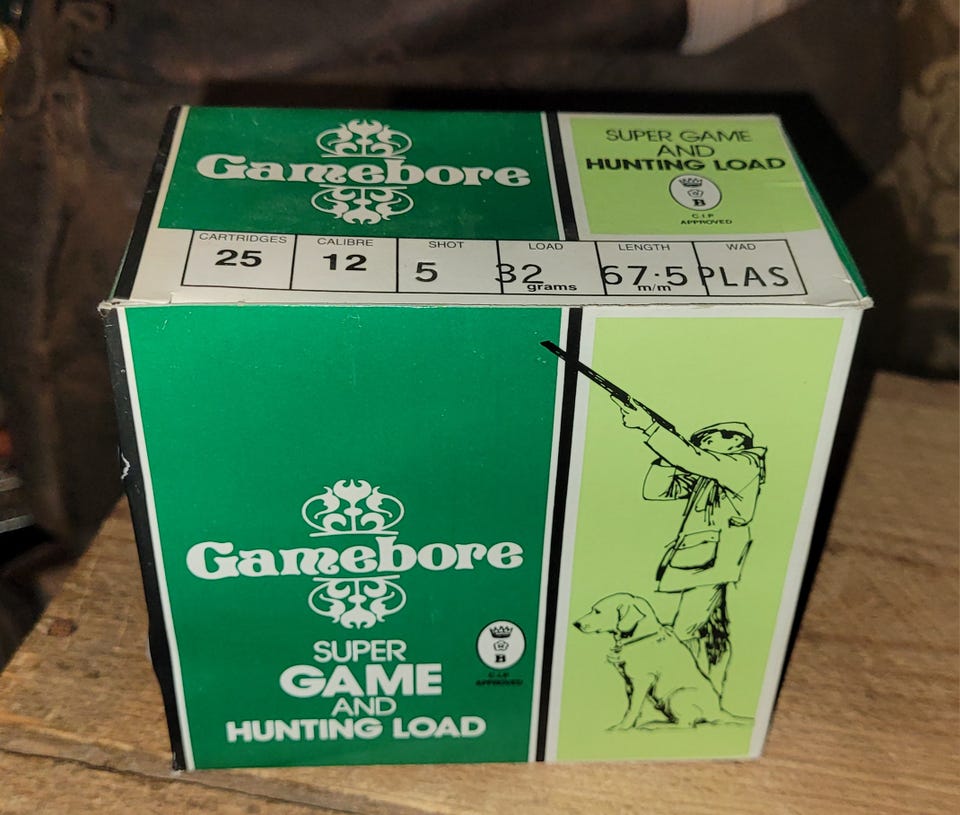 Gamebore
SUPER GAME
AND
HUNTING LOAD
B
C.I.P
APPROVED
CARTRIDGES CALIBRE SHOT LOAD LENGTH WAD
25 12 5 32 grams 67·5 m/m PLAS
Gamebore
SUPER
GAME
AND
HUNTING LOAD
B
C.I.P
APPROVED